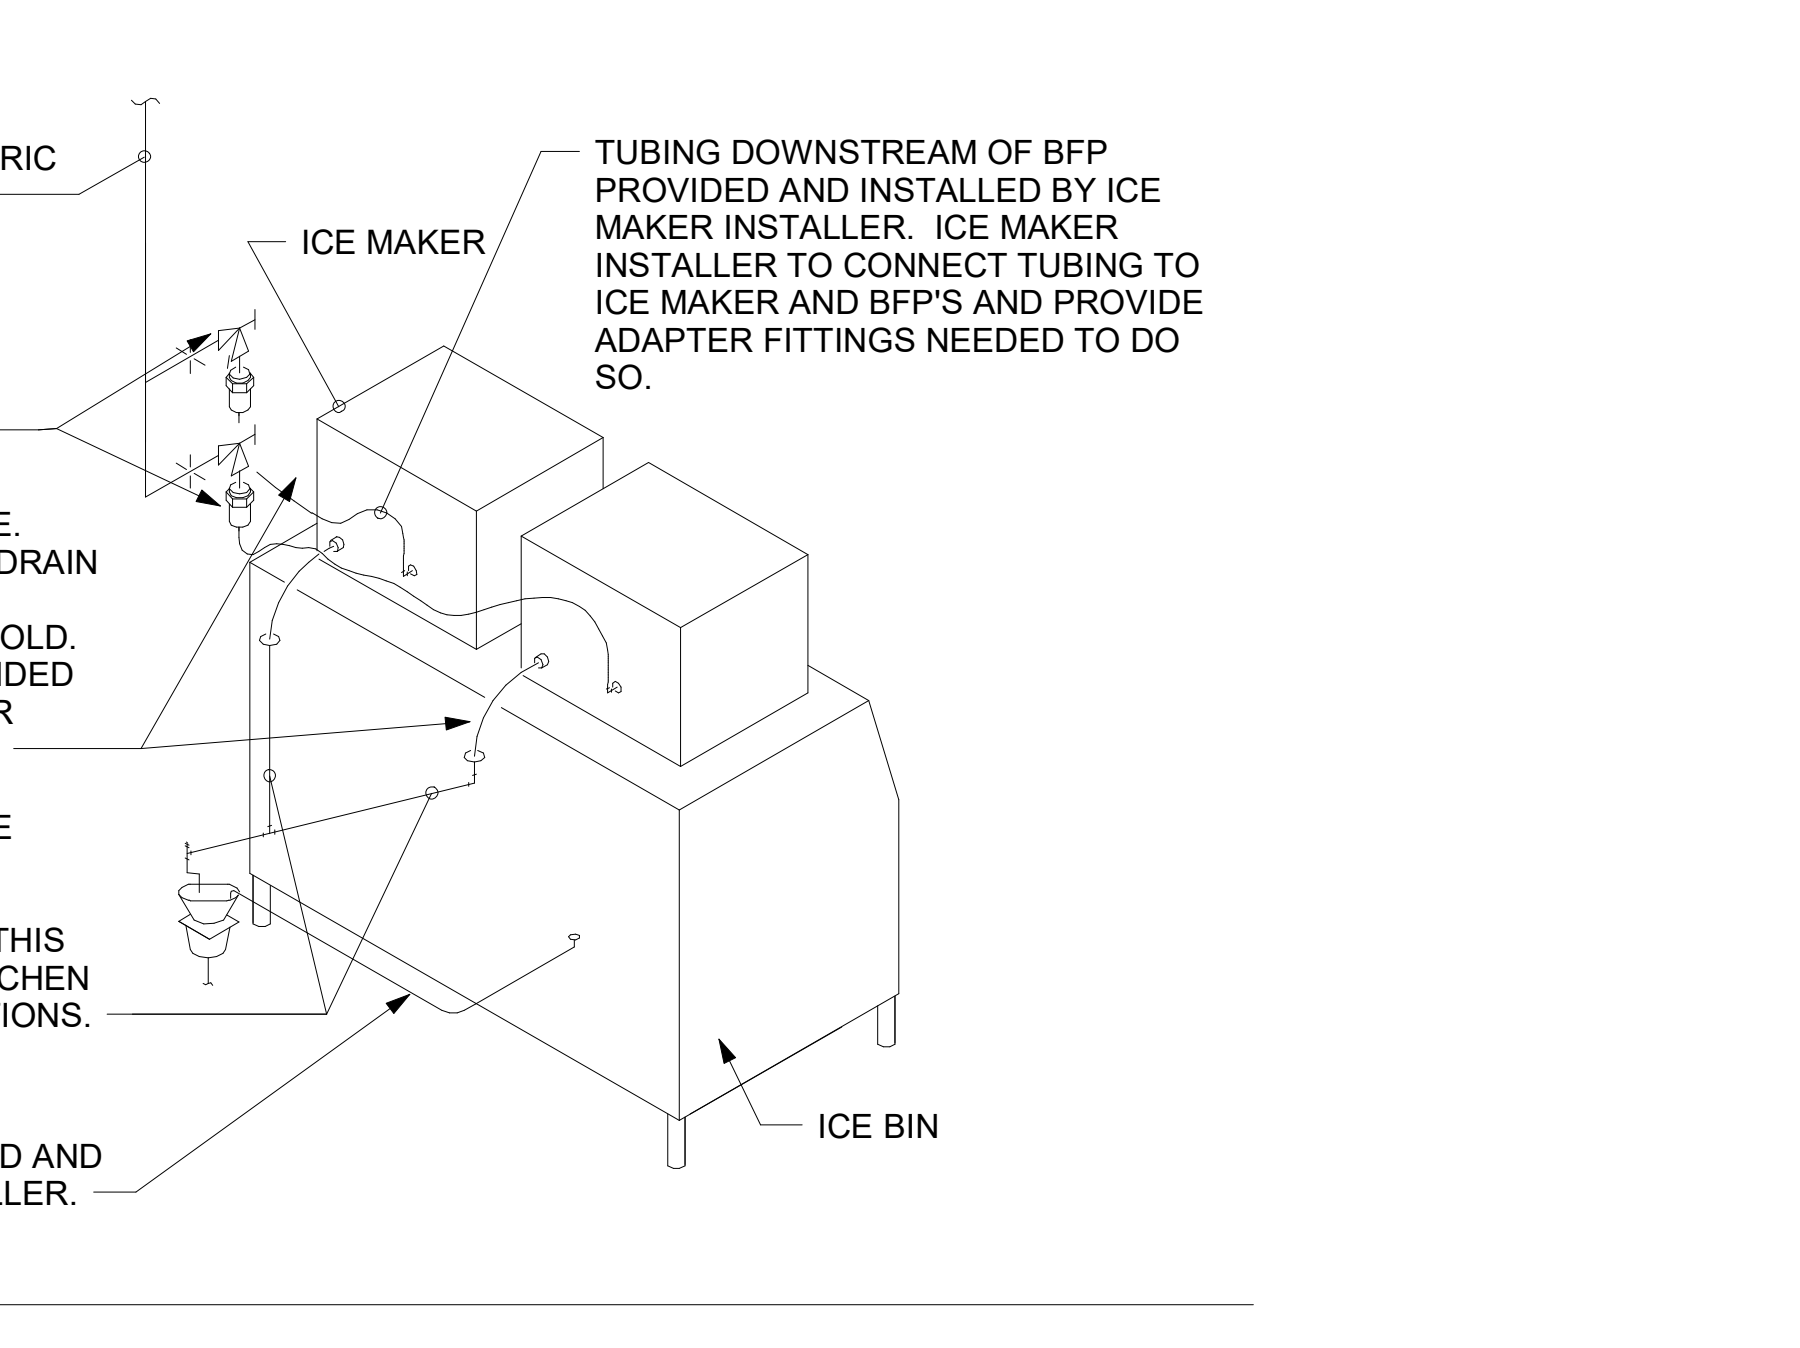 RIC
TUBING DOWNSTREAM OF BFP
PROVIDED AND INSTALLED BY ICE
MAKER INSTALLER.  ICE MAKER
INSTALLER TO CONNECT TUBING TO
ICE MAKER AND BFP'S AND PROVIDE
ADAPTER FITTINGS NEEDED TO DO
SO.
ICE MAKER
E.
DRAIN
OLD.
IDED
R
E
THIS
CHEN
TIONS.
D AND
LLER.
ICE BIN